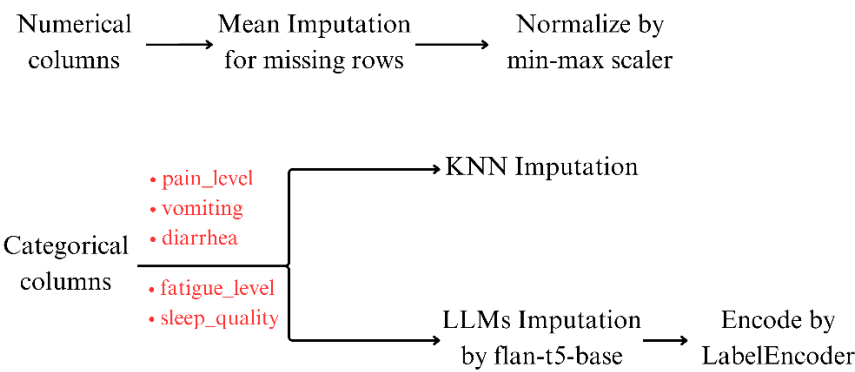 Numerical
columns
Mean Imputation
for missing rows
Normalize by
min-max scaler
• pain_level
• vomiting
• diarrhea
KNN Imputation
Categorical
columns
• fatigue_level
• sleep_quality
LLMs Imputation
by flan-t5-base
Encode by
LabelEncoder